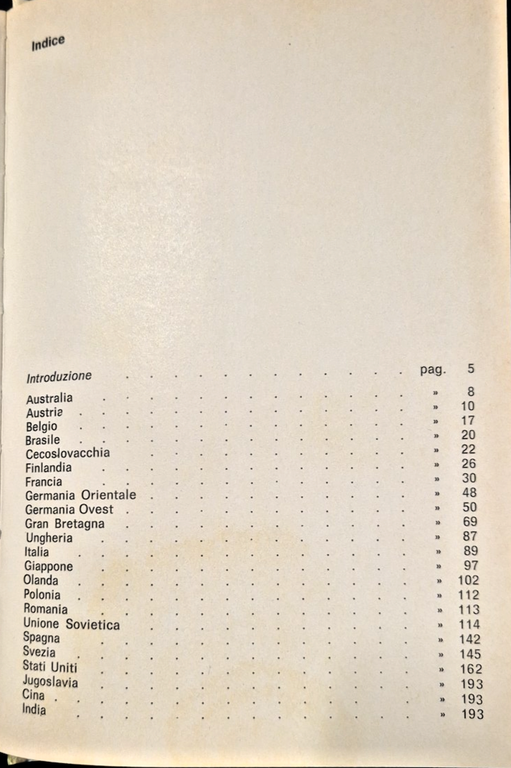 Indice
Introduzione . . . . . . . . . . . . . pag. 5
Australia . . . . . . . . . . . . . . » 8
Austria . . . . . . . . . . . . . . . » 10
Belgio . . . . . . . . . . . . . . . » 17
Brasile . . . . . . . . . . . . . . . » 20
Cecoslovacchia . . . . . . . . . . . . . » 22
Finlandia . . . . . . . . . . . . . . » 26
Francia . . . . . . . . . . . . . . » 30
Germania Orientale . . . . . . . . . . . . » 48
Germania Ovest . . . . . . . . . . . . . » 50
Gran Bretagna . . . . . . . . . . . . . » 69
Ungheria . . . . . . . . . . . . . . » 87
Italia . . . . . . . . . . . . . . . » 89
Giappone . . . . . . . . . . . . . . » 97
Olanda . . . . . . . . . . . . . . . » 102
Polonia . . . . . . . . . . . . . . . » 112
Romania . . . . . . . . . . . . . . » 113
Unione Sovietica . . . . . . . . . . . . » 114
Spagna . . . . . . . . . . . . . . . » 142
Svezia . . . . . . . . . . . . . . . » 145
Stati Uniti . . . . . . . . . . . . . . » 162
Jugoslavia . . . . . . . . . . . . . . » 193
Cina . . . . . . . . . . . . . . . . » 193
India . . . . . . . . . . . . . . . » 193